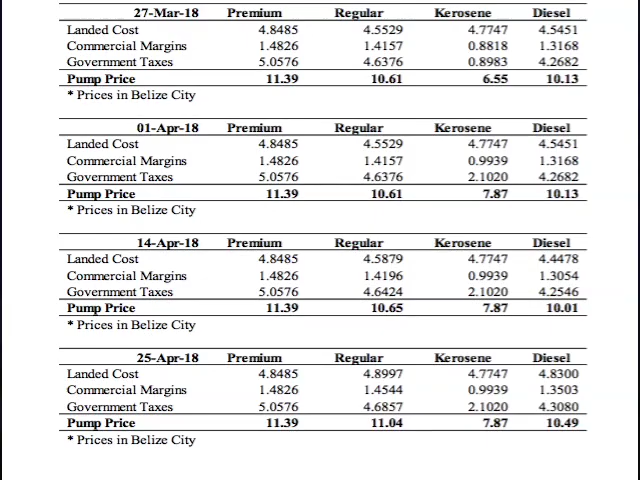 27-Mar-18 Premium Regular Kerosene Diesel
Landed Cost 4.8485 4.5529 4.7747 4.5451
Commercial Margins 1.4826 1.4157 0.8818 1.3168
Government Taxes 5.0576 4.6376 0.8983 4.2682
Pump Price 11.39 10.61 6.55 10.13
* Prices in Belize City
01-Apr-18 Premium Regular Kerosene Diesel
Landed Cost 4.8485 4.5529 4.7747 4.5451
Commercial Margins 1.4826 1.4157 0.9939 1.3168
Government Taxes 5.0576 4.6376 2.1020 4.2682
Pump Price 11.39 10.61 7.87 10.13
* Prices in Belize City
14-Apr-18 Premium Regular Kerosene Diesel
Landed Cost 4.8485 4.5879 4.7747 4.4478
Commercial Margins 1.4826 1.4196 0.9939 1.3054
Government Taxes 5.0576 4.6424 2.1020 4.2546
Pump Price 11.39 10.65 7.87 10.01
* Prices in Belize City
25-Apr-18 Premium Regular Kerosene Diesel
Landed Cost 4.8485 4.8997 4.7747 4.8300
Commercial Margins 1.4826 1.4544 0.9939 1.3503
Government Taxes 5.0576 4.6857 2.1020 4.3080
Pump Price 11.39 11.04 7.87 10.49
* Prices in Belize City